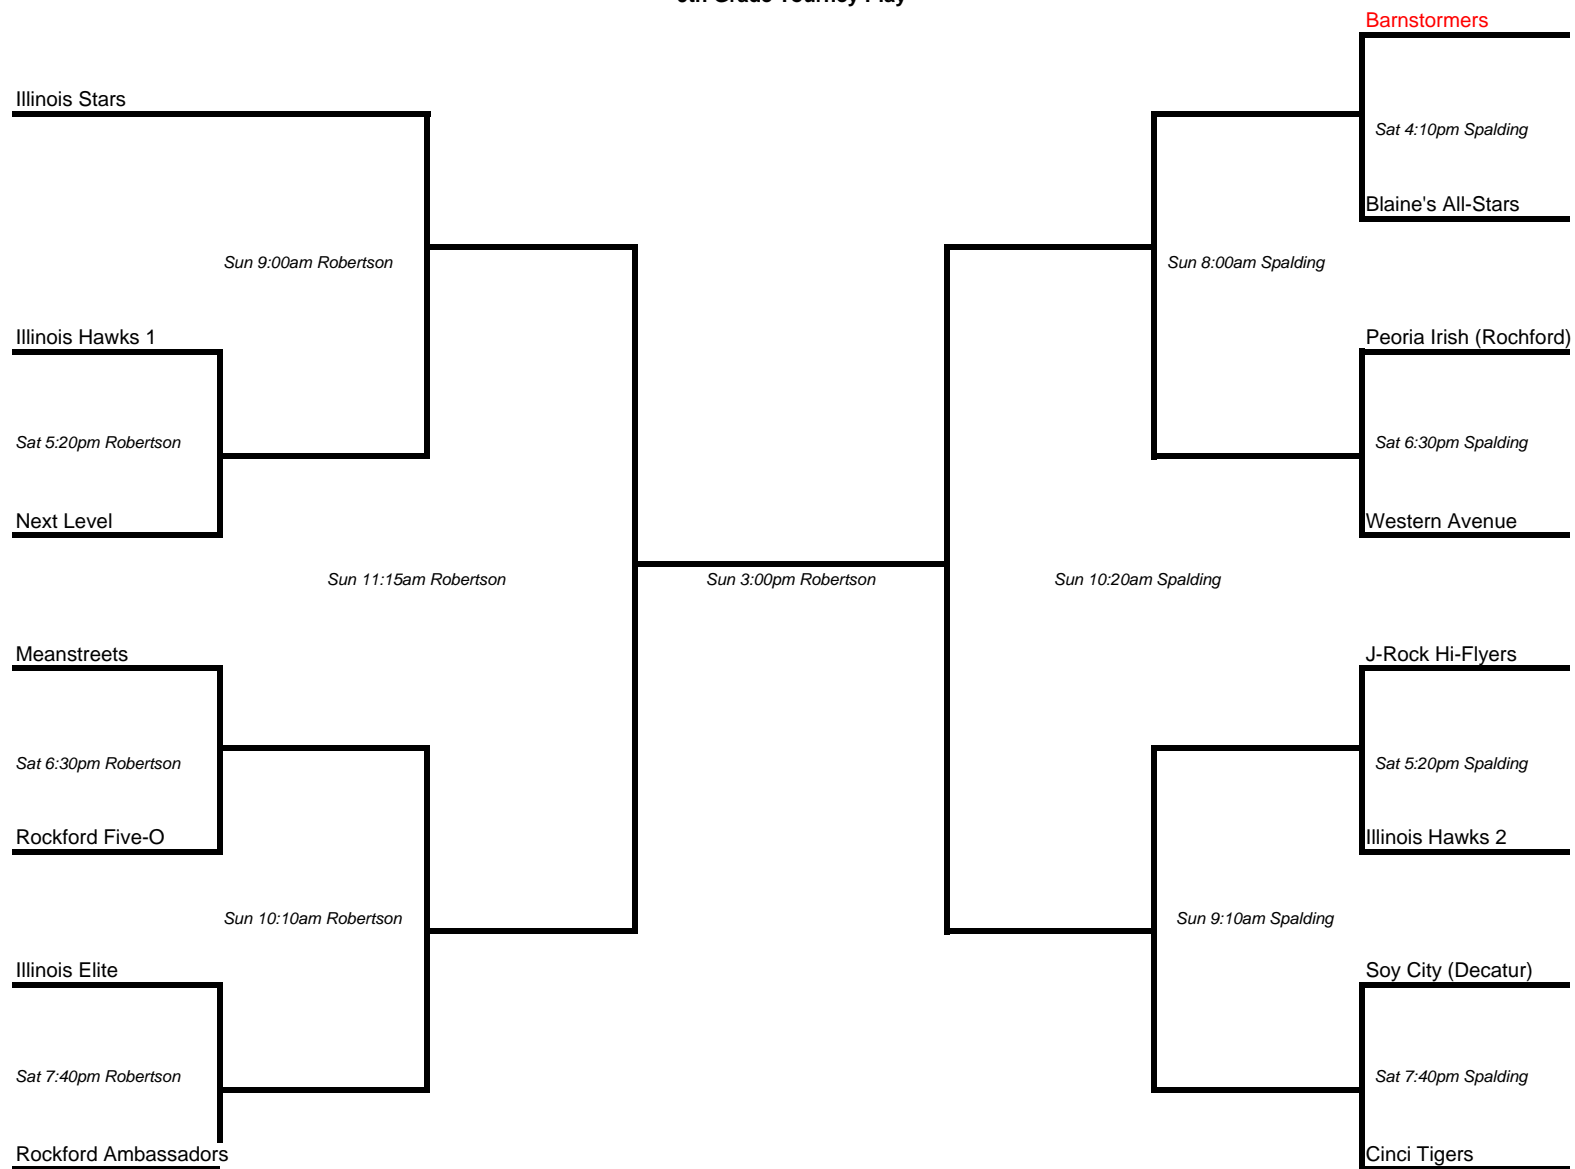 Grade Tourney Play
Barnstormers
Illinois Stars
Sat 4:10pm Spalding
Blaine's All-Stars
Sun 9:00am Robertson
Sun 8:00am Spalding
Illinois Hawks 1
Peoria Irish (Rochford)
Sat 5:20pm Robertson
Sat 6:30pm Spalding
Next Level
Western Avenue
Sun 11:15am Robertson
Sun 3:00pm Robertson
Sun 10:20am Spalding
Meanstreets
J-Rock Hi-Flyers
Sat 6:30pm Robertson
Sat 5:20pm Spalding
Rockford Five-O
Illinois Hawks 2
Sun 10:10am Robertson
Sun 9:10am Spalding
Illinois Elite
Soy City (Decatur)
Sat 7:40pm Robertson
Sat 7:40pm Spalding
Rockford Ambassadors
Cinci Tigers